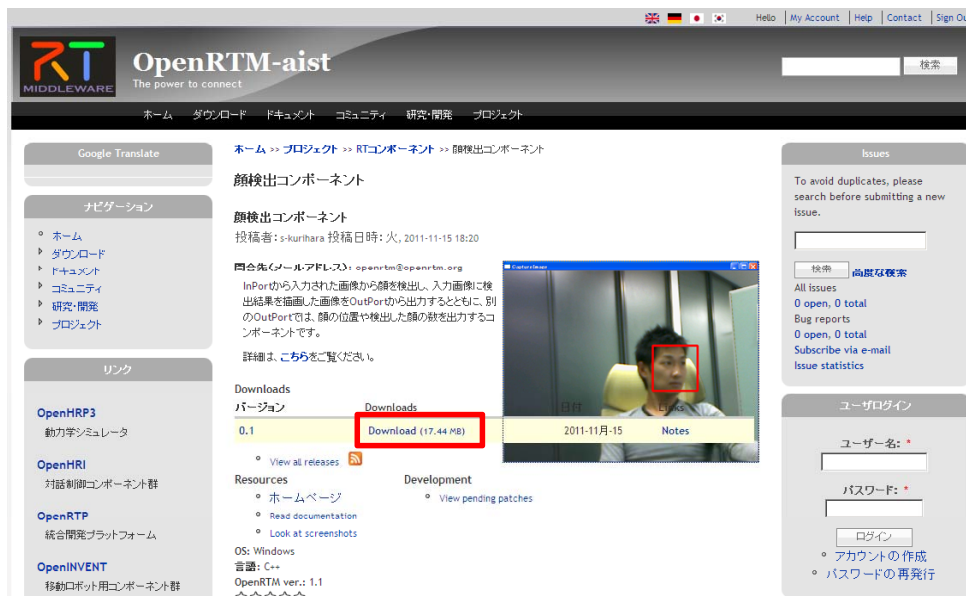 Hello | My Account | Help | Contact | Sign Ou
RT
MIDDLEWARE
OpenRTM-aist
The power to connect
検索
ホーム ダウンロード ドキュメント コミュニティ 研究・開発 プロジェクト
Google Translate
ナビゲーション
ホーム
ダウンロード
ドキュメント
コミュニティ
研究・開発
プロジェクト
リンク
OpenHRP3
動力学シミュレータ
OpenHRI
対話制御コンポーネント群
OpenRTP
統合開発プラットフォーム
OpenINVENT
移動ロボット用コンポーネント群
ホーム >> プロジェクト >> RTコンポーネント >> 顔検出コンポーネント
顔検出コンポーネント
顔検出コンポーネント
投稿者: s-kurihara 投稿日時: 火, 2011-11-15 18:20
問合先(メールアドレス): openrtm@openrtm.org
InPortから入力された画像から顔を検出し、入力画像に検
出結果を描画した画像をOutPortから出力するとともに、別
のOutPortでは、顔の位置や検出した顔の数を出力するコ
ンポーネントです。
詳細は、こちらをご覧ください。
CaptureImage
Downloads
バージョン Downloads 日付 Links
0.1 Download (17.44 MB) 2011-11月-15 Notes
View all releases
Resources
ホームページ
Read documentation
Look at screenshots
Development
View pending patches
OS: Windows
言語: C++
OpenRTM ver.: 1.1
Issues
To avoid duplicates, please
search before submitting a new
issue.
検索 高度な検索
All issues
0 open, 0 total
Bug reports
0 open, 0 total
Subscribe via e-mail
Issue statistics
ユーザログイン
ユーザー名: *
パスワード: *
ログイン
アカウントの作成
パスワードの再発行